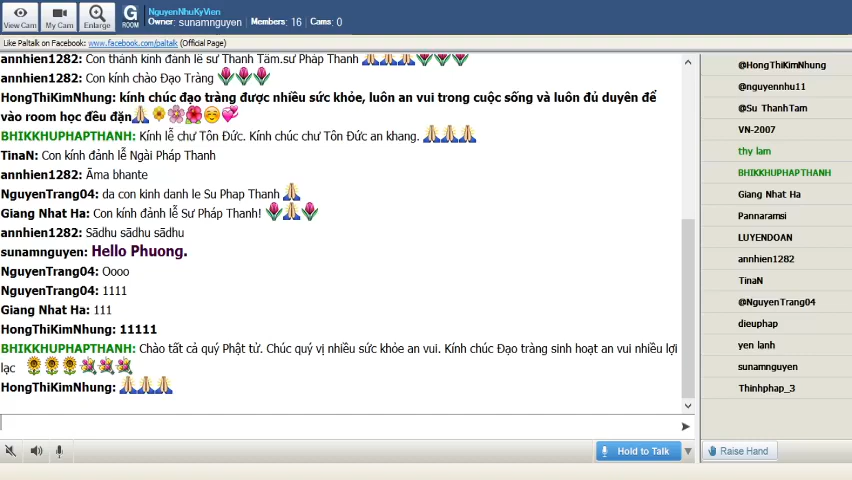 View Cam
My Cam
Enlarge
G
ROOM
NguyenNhuKyVien
Owner: sunamnguyen | Members: 16 | Cams: 0
Like Paltalk on Facebook: www.facebook.com/paltalk (Official Page)
annhien1282: Con thành kính đảnh lễ sư Thanh Tâm.sư Pháp Thanh 🙏🙏🙏🌷🌷🌷
annhien1282: Con kính chào Đạo Tràng 🌷🌷🌷
HongThiKimNhung: kính chúc đạo tràng được nhiều sức khỏe, luôn an vui trong cuộc sống và luôn đủ duyên để
vào room học đều đặn🙏🌼🌸🌺☺️💞
BHIKKHUPHAPTHANH: Kính lễ chư Tôn Đức. Kính chúc chư Tôn Đức an khang. 🙏🙏🙏
TinaN: Con kính đảnh lễ Ngài Pháp Thanh
annhien1282: Āma bhante
NguyenTrang04: da con kinh danh le Su Phap Thanh 🙏
Giang Nhat Ha: Con kính đảnh lễ Sư Pháp Thanh! 🌷🙏🌷
annhien1282: Sādhu sādhu sādhu
sunamnguyen: Hello Phuong.
NguyenTrang04: Oooo
NguyenTrang04: 1111
Giang Nhat Ha: 111
HongThiKimNhung: 11111
BHIKKHUPHAPTHANH: Chào tất cả quý Phật tử. Chúc quý vị nhiều sức khỏe an vui. Kính chúc Đạo tràng sinh hoạt an vui nhiều lợi
lạc 🌻🌻🌻💐💐💐
HongThiKimNhung: 🙏🙏🙏
@HongThiKimNhung
@nguyennhu11
@Su ThanhTam
VN-2007
thy lam
BHIKKHUPHAPTHANH
Giang Nhat Ha
Pannaramsi
LUYENDOAN
annhien1282
TinaN
@NguyenTrang04
dieuphap
yen lanh
sunamnguyen
Thinhphap_3
Hold to Talk
Raise Hand